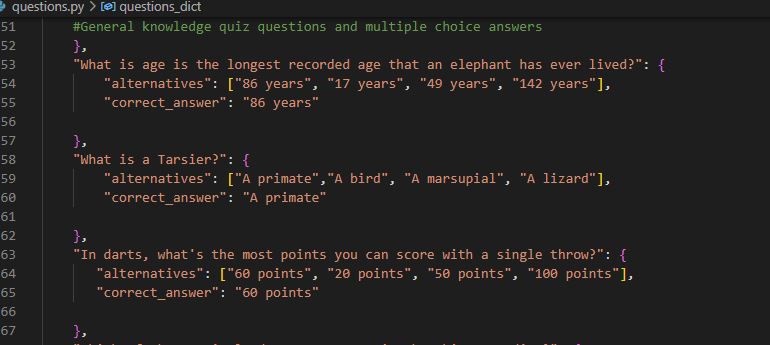 questions.py > questions_dict
51 #General knowledge quiz questions and multiple choice answers
52 },
53 "What is age is the longest recorded age that an elephant has ever lived?": {
54 "alternatives": ["86 years", "17 years", "49 years", "142 years"],
55 "correct_answer": "86 years"
56
57 },
58 "What is a Tarsier?": {
59 "alternatives": ["A primate","A bird", "A marsupial", "A lizard"],
60 "correct_answer": "A primate"
61
62 },
63 "In darts, what's the most points you can score with a single throw?": {
64 "alternatives": ["60 points", "20 points", "50 points", "100 points"],
65 "correct_answer": "60 points"
66
67 },